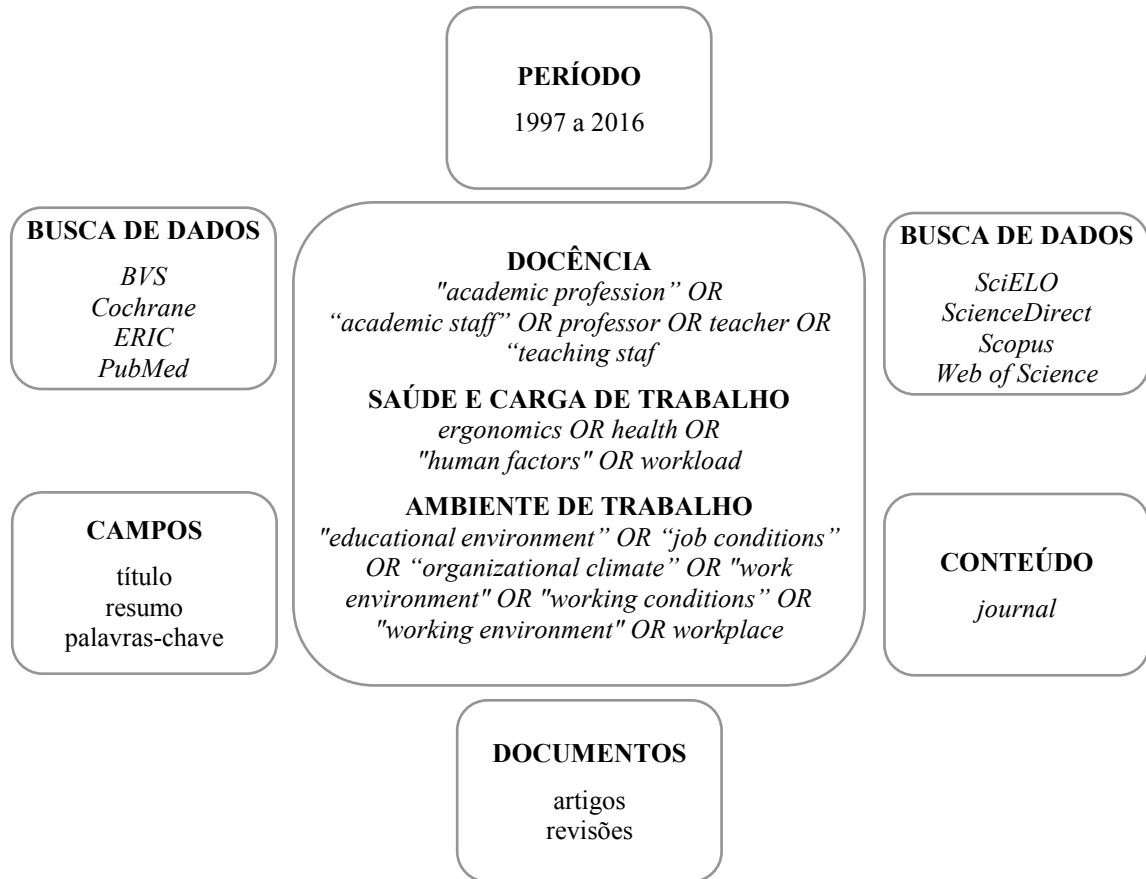 PERÍODO
1997 a 2016
BUSCA DE DADOS
BVS
Cochrane
ERIC
PubMed
DOCÊNCIA
"academic profession” OR
“academic staff” OR professor OR teacher OR
“teaching staf
SAÚDE E CARGA DE TRABALHO
ergonomics OR health OR
"human factors" OR workload
AMBIENTE DE TRABALHO
"educational environment” OR “job conditions”
OR “organizational climate” OR "work
environment" OR "working conditions” OR
"working environment" OR workplace
BUSCA DE DADOS
SciELO
ScienceDirect
Scopus
Web of Science
CAMPOS
título
resumo
palavras-chave
CONTEÚDO
journal
DOCUMENTOS
artigos
revisões